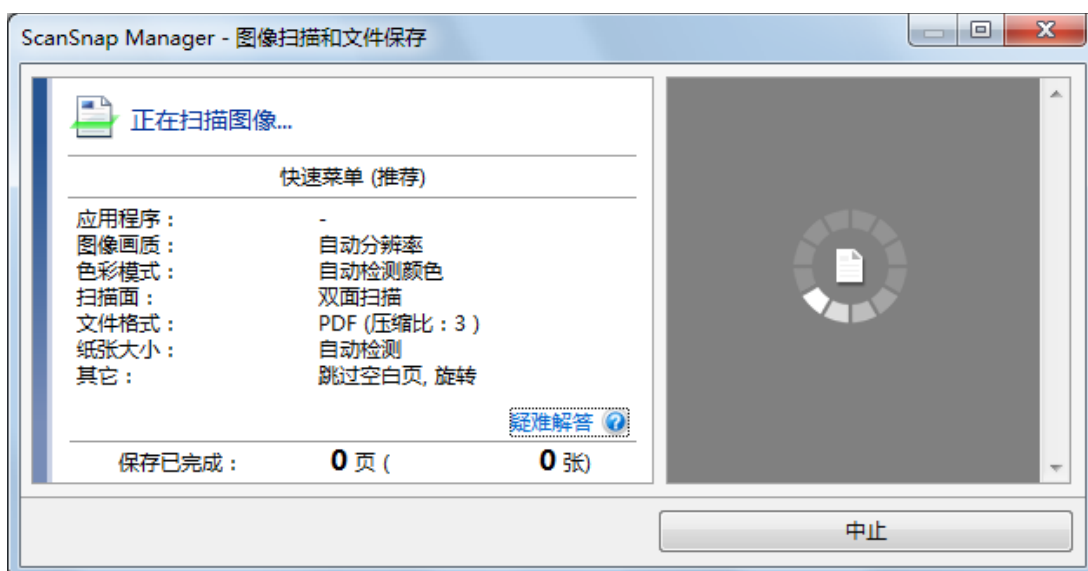 ScanSnap Manager - 图像扫描和文件保存
正在扫描图像...
快速菜单 (推荐)
应用程序： -
图像画质： 自动分辨率
色彩模式： 自动检测颜色
扫描面： 双面扫描
文件格式： PDF (压缩比：3 )
纸张大小： 自动检测
其它： 跳过空白页, 旋转
疑难解答
保存已完成： 0 页 ( 0 张)
中止